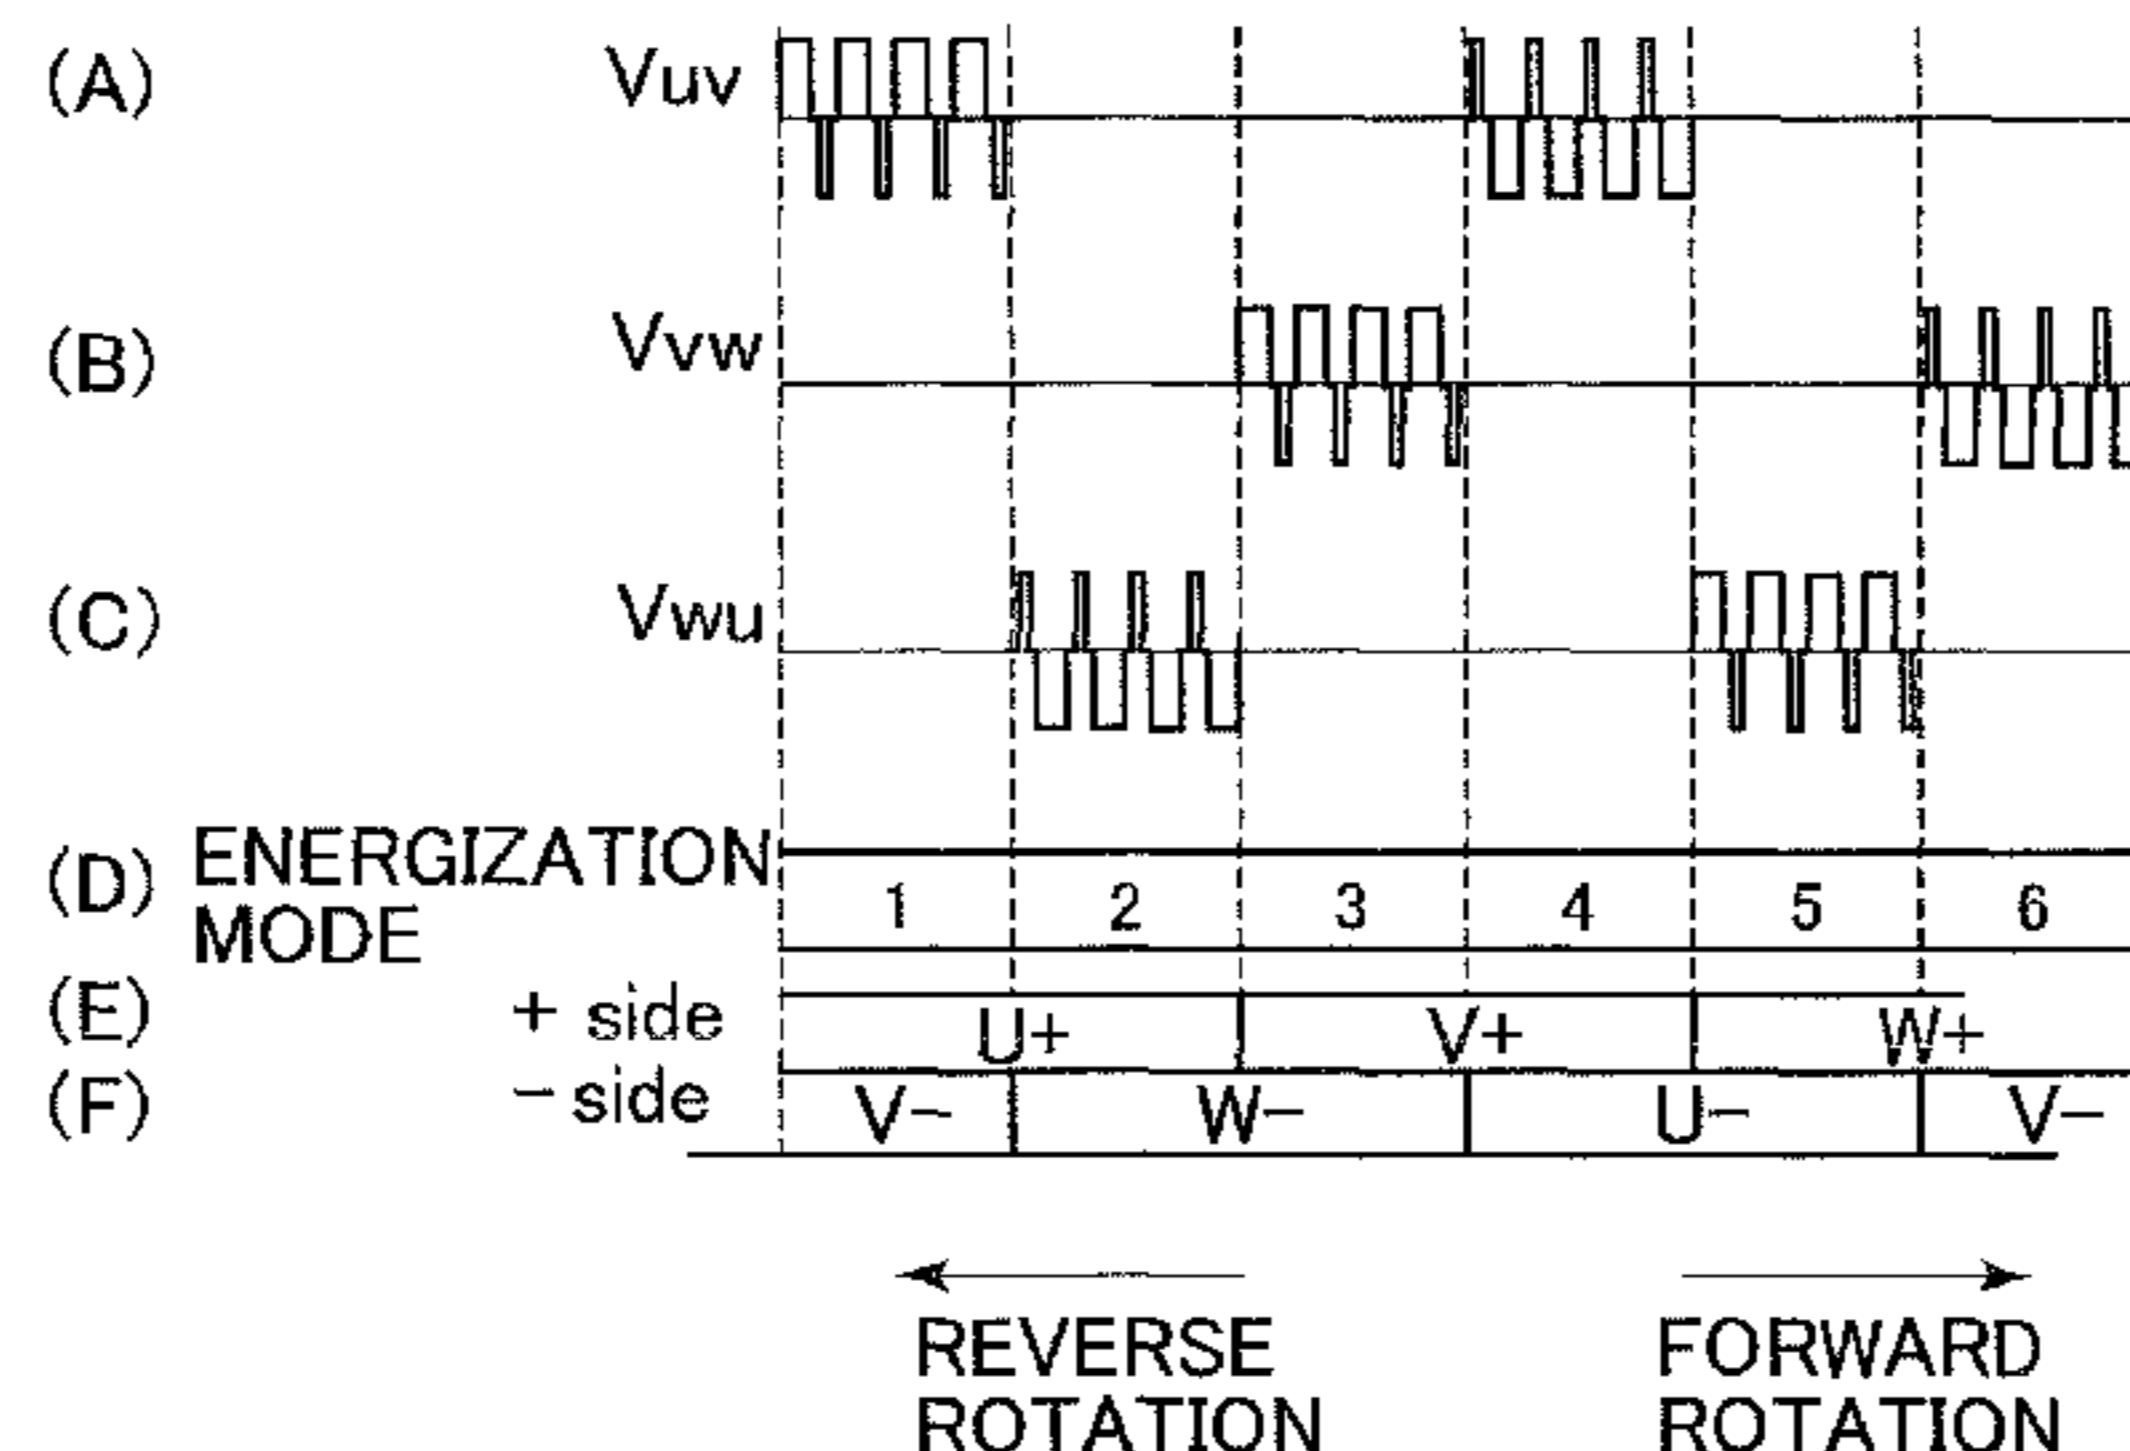 (A) Vuv
(B) Vvw
(C) Vwu
(D) ENERGIZATION
MODE
1 2 3 4 5 6
(E) + side U+ V+ W+
(F) − side V− W− U− V−
REVERSE
ROTATION
FORWARD
ROTATION